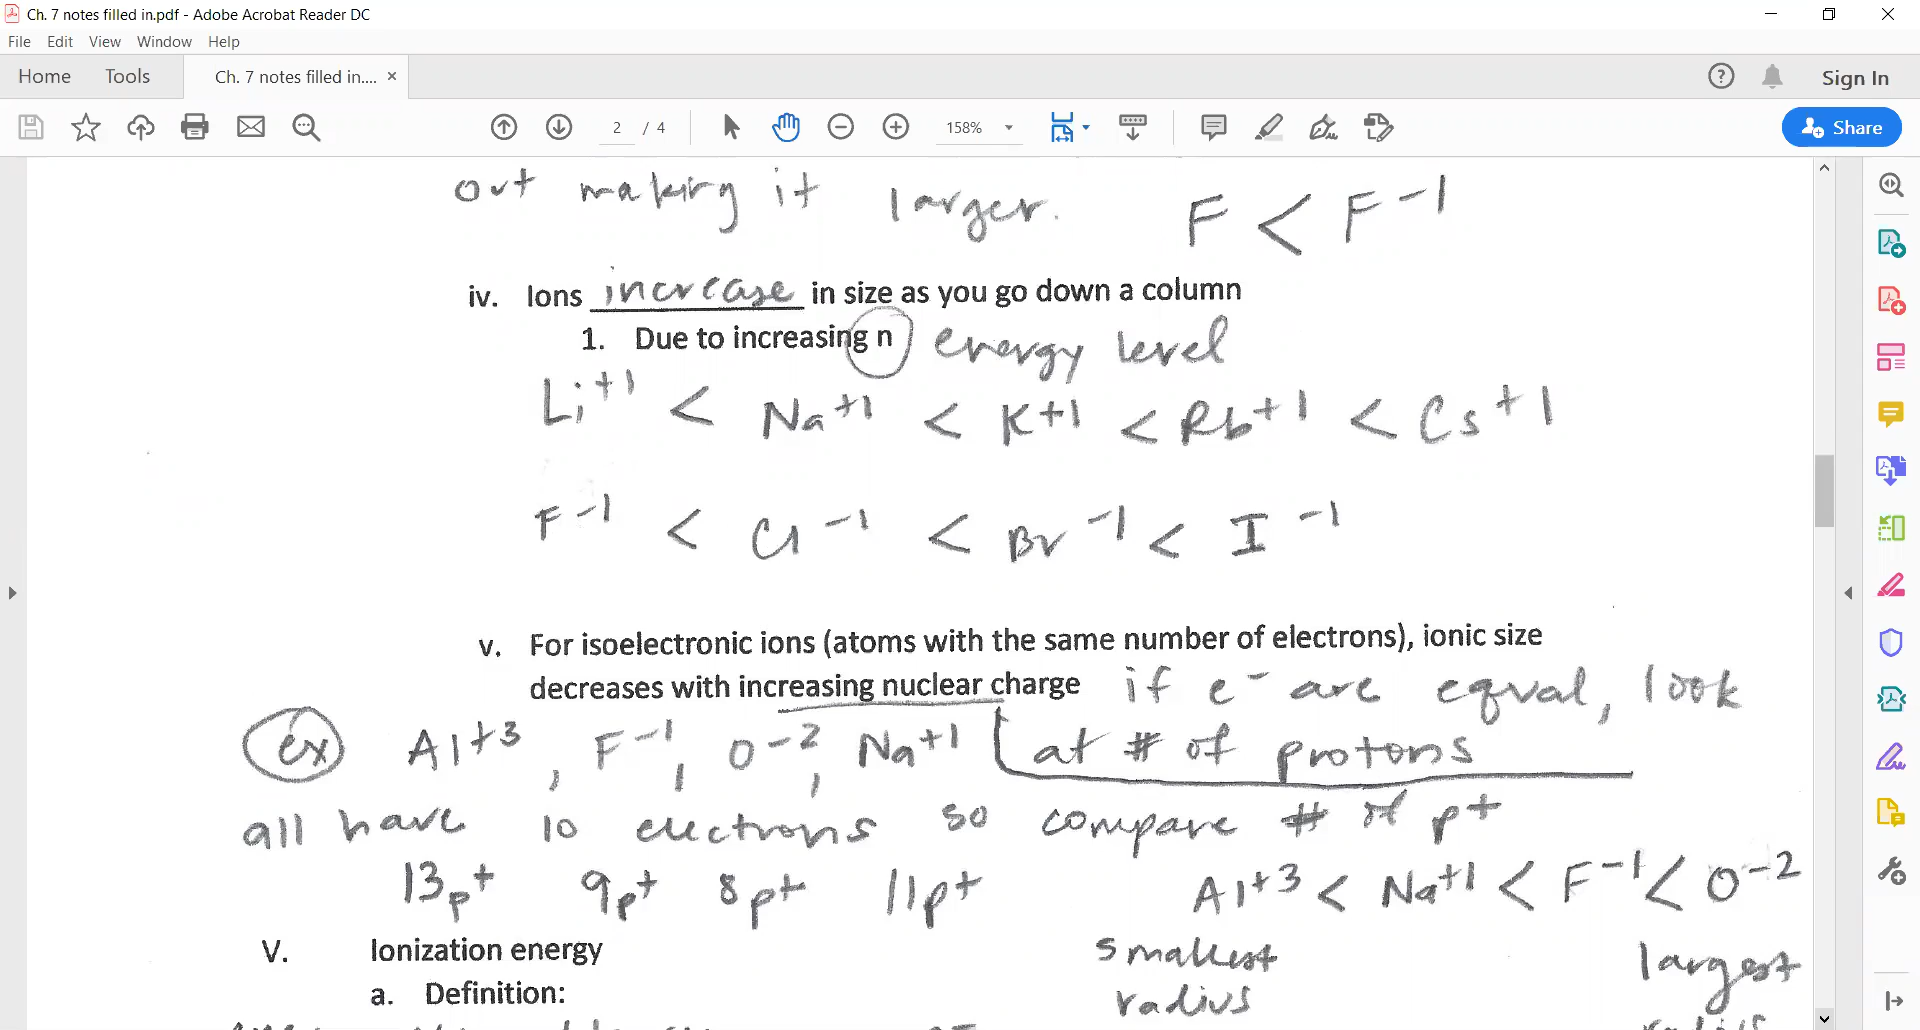 Ch. 7 notes filled in.pdf - Adobe Acrobat Reader DC
File Edit View Window Help
Home Tools Ch. 7 notes filled in.... × Sign In
2 / 4 158% Share
out making it larger. F < F⁻¹
iv. Ions increase in size as you go down a column
1. Due to increasing n energy level
Li⁺¹ < Na⁺¹ < K⁺¹ < Rb⁺¹ < Cs⁺¹
F⁻¹ < Cl⁻¹ < Br⁻¹ < I⁻¹
v. For isoelectronic ions (atoms with the same number of electrons), ionic size
decreases with increasing nuclear charge if e⁻ are equal, look
ex Al⁺³, F⁻¹, O⁻², Na⁺¹ at # of protons
all have 10 electrons so compare # of p⁺
13p⁺ 9p⁺ 8p⁺ 11p⁺ Al⁺³ < Na⁺¹ < F⁻¹ < O⁻²
V. Ionization energy smallest largest
a. Definition: radius radius